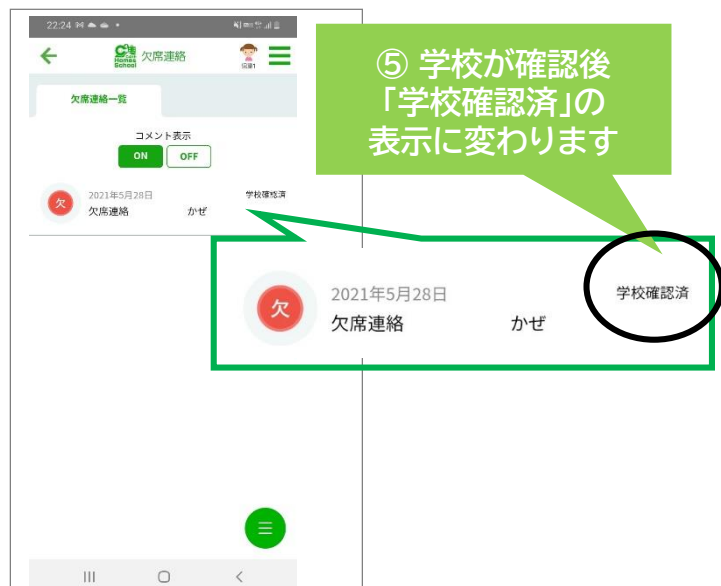 22:24
欠席連絡
児童1
欠席連絡一覧
コメント表示
ON OFF
2021年5月28日 学校確認済
欠 欠席連絡 かぜ
⑤ 学校が確認後
「学校確認済」の
表示に変わります
2021年5月28日 学校確認済
欠 欠席連絡 かぜ